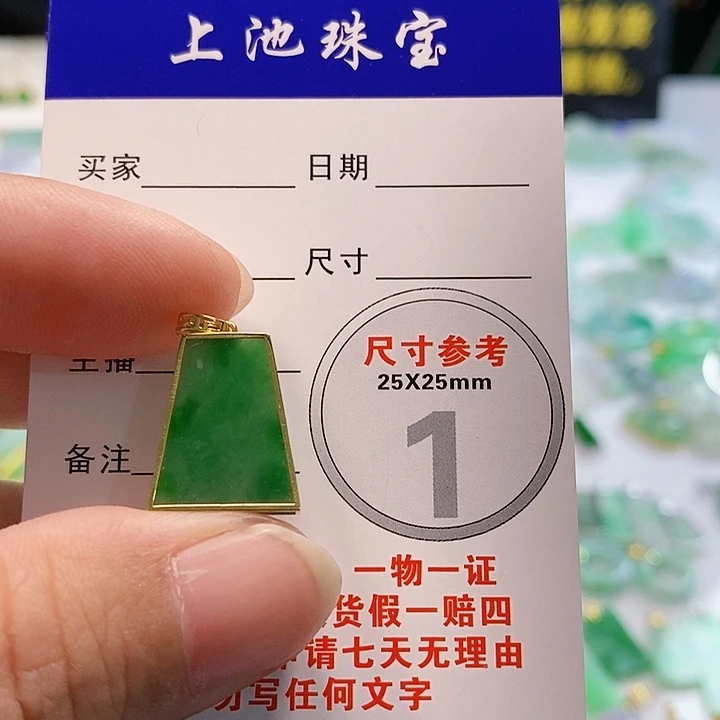 上池珠宝
买家 日期
尺寸
主播
尺寸参考
25X25mm
1
备注
一物一证
货假一赔四
请七天无理由
写任何文字